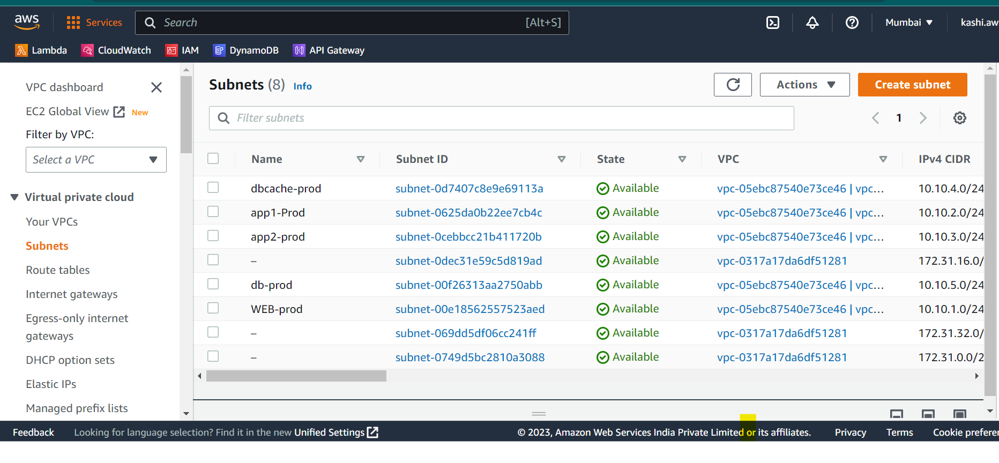 aws
Services
Search
[Alt+S]
Mumbai
kashi.aw
Lambda
CloudWatch
IAM
DynamoDB
API Gateway
VPC dashboard
EC2 Global View New
Filter by VPC:
Select a VPC
Virtual private cloud
Your VPCs
Subnets
Route tables
Internet gateways
Egress-only internet
gateways
DHCP option sets
Elastic IPs
Managed prefix lists
Subnets (8) Info
Actions
Create subnet
Filter subnets
1
Name Subnet ID State VPC IPv4 CIDR
dbcache-prod subnet-0d7407c8e9e69113a Available vpc-05ebc87540e73ce46 | vpc... 10.10.4.0/24
app1-Prod subnet-0625da0b22ee7cb4c Available vpc-05ebc87540e73ce46 | vpc... 10.10.2.0/24
app2-prod subnet-0cebbcc21b411720b Available vpc-05ebc87540e73ce46 | vpc... 10.10.3.0/24
– subnet-0dec31e59c5d819ad Available vpc-0317a17da6df51281 172.31.16.0/
db-prod subnet-00f26313aa2750abb Available vpc-05ebc87540e73ce46 | vpc... 10.10.5.0/24
WEB-prod subnet-00e18562557523aed Available vpc-05ebc87540e73ce46 | vpc... 10.10.1.0/24
– subnet-069dd5df06cc241ff Available vpc-0317a17da6df51281 172.31.32.0/
– subnet-0749d5bc2810a3088 Available vpc-0317a17da6df51281 172.31.0.0/2
Feedback Looking for language selection? Find it in the new Unified Settings © 2023, Amazon Web Services India Private Limited or its affiliates. Privacy Terms Cookie prefere